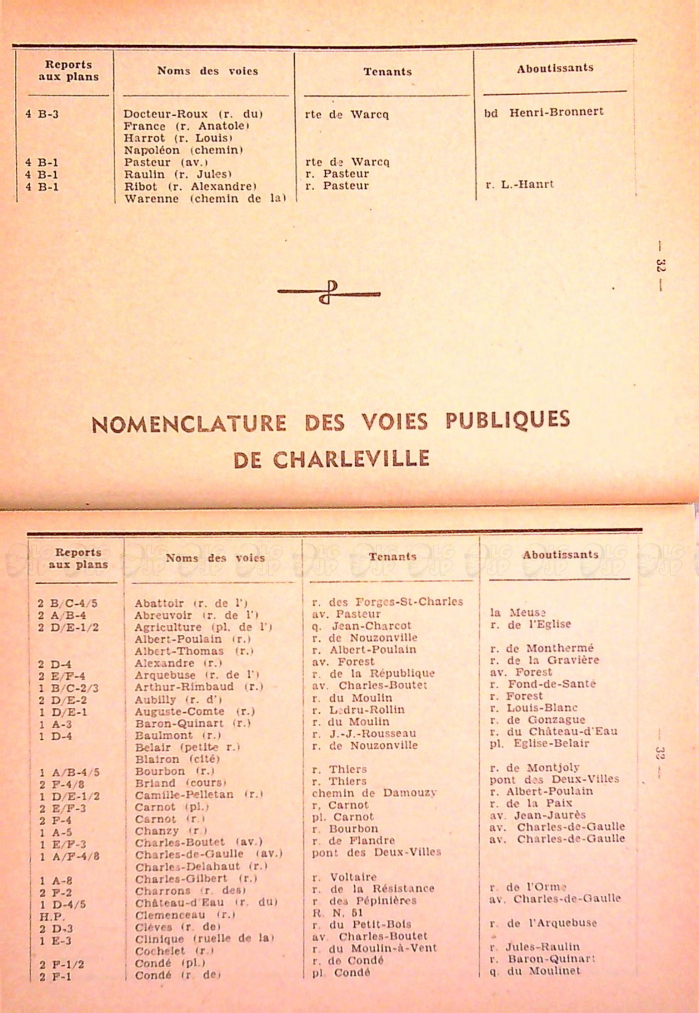 Reports aux plans Noms des voies Tenants Aboutissants
4 B-3 Docteur-Roux (r. du) rte de Warcq bd Henri-Bronnert
France (r. Anatole)
Harrot (r. Louis)
Napoléon (chemin)
4 B-1 Pasteur (av.) rte de Warcq
4 B-1 Raulin (r. Jules) r. Pasteur
4 B-1 Ribot (r. Alexandre) r. Pasteur r. L.-Hanrt
Warenne (chemin de la)
— 32 —
NOMENCLATURE DES VOIES PUBLIQUES
DE CHARLEVILLE
Reports aux plans Noms des voies Tenants Aboutissants
2 B/C-4/5 Abattoir (r. de l') r. des Forges-St-Charles
2 A/B-4 Abreuvoir (r. de l') av. Pasteur la Meuse
2 D/E-1/2 Agriculture (pl. de l') q. Jean-Charcot r. de l'Eglise
Albert-Poulain (r.) r. de Nouzonville
Albert-Thomas (r.) r. Albert-Poulain r. de Monthermé
2 D-4 Alexandre (r.) av. Forest r. de la Gravière
2 E/F-4 Arquebuse (r. de l') r. de la République av. Forest
1 B/C-2/3 Arthur-Rimbaud (r.) av. Charles-Boutet r. Fond-de-Santé
2 D/E-2 Aubilly (r. d') r. du Moulin r. Forest
1 D/E-1 Auguste-Comte (r.) r. Ledru-Rollin r. Louis-Blanc
1 A-3 Baron-Quinart (r.) r. du Moulin r. de Gonzague
1 D-4 Baulmont (r.) r. J.-J.-Rousseau r. du Château-d'Eau
Belair (petite r.) r. de Nouzonville pl. Eglise-Belair
Blairon (cité)
1 A/B-4/5 Bourbon (r.) r. Thiers r. de Montjoly
2 F-4/8 Briand (cours) r. Thiers pont des Deux-Villes
1 D/E-1/2 Camille-Pelletan (r.) chemin de Damouzy r. Albert-Poulain
2 E/F-3 Carnot (pl.) r, Carnot r. de la Paix
2 F-4 Carnot (r.) pl. Carnot av. Jean-Jaurès
1 A-5 Chanzy (r.) r. Bourbon av. Charles-de-Gaulle
1 E/F-3 Charles-Boutet (av.) r. de Flandre av. Charles-de-Gaulle
1 A/F-4/8 Charles-de-Gaulle (av.) pont des Deux-Villes
Charles-Delahaut (r.)
1 A-8 Charles-Gilbert (r.) r. Voltaire
2 F-2 Charrons (r. des) r. de la Résistance r. de l'Orme
1 D-4/5 Château-d'Eau (r. du) r des Pépinières av. Charles-de-Gaulle
H.P. Clemenceau (r.) R. N. 51
2 D-3 Clèves (r. de) r. du Petit-Bois r. de l'Arquebuse
1 E-3 Clinique (ruelle de la) av. Charles-Boutet
Cochelet (r.) r. du Moulin-à-Vent r. Jules-Raulin
2 F-1/2 Condé (pl.) r. de Condé r. Baron-Quinart
2 F-1 Condé (r. de) pl. Condé q. du Moulinet
— 33 —